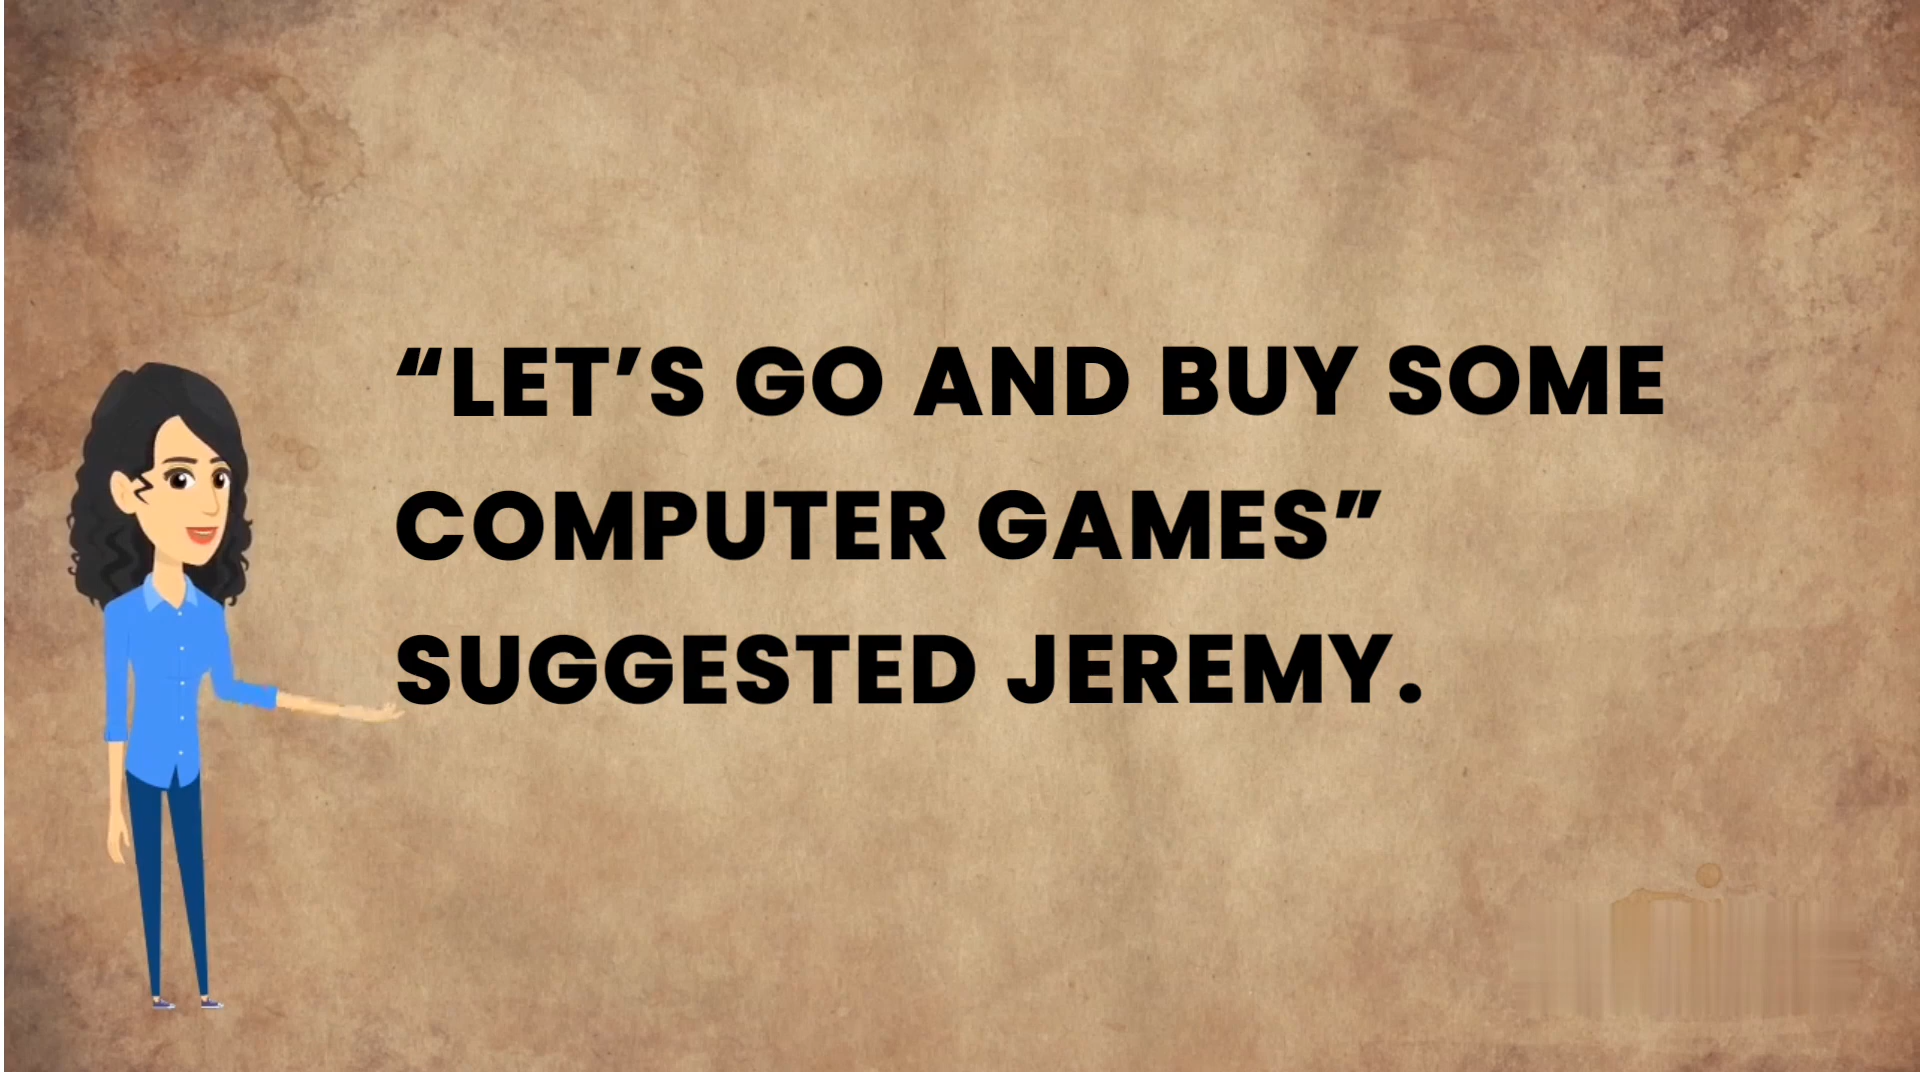 “LET’S GO AND BUY SOME
COMPUTER GAMES”
SUGGESTED JEREMY.